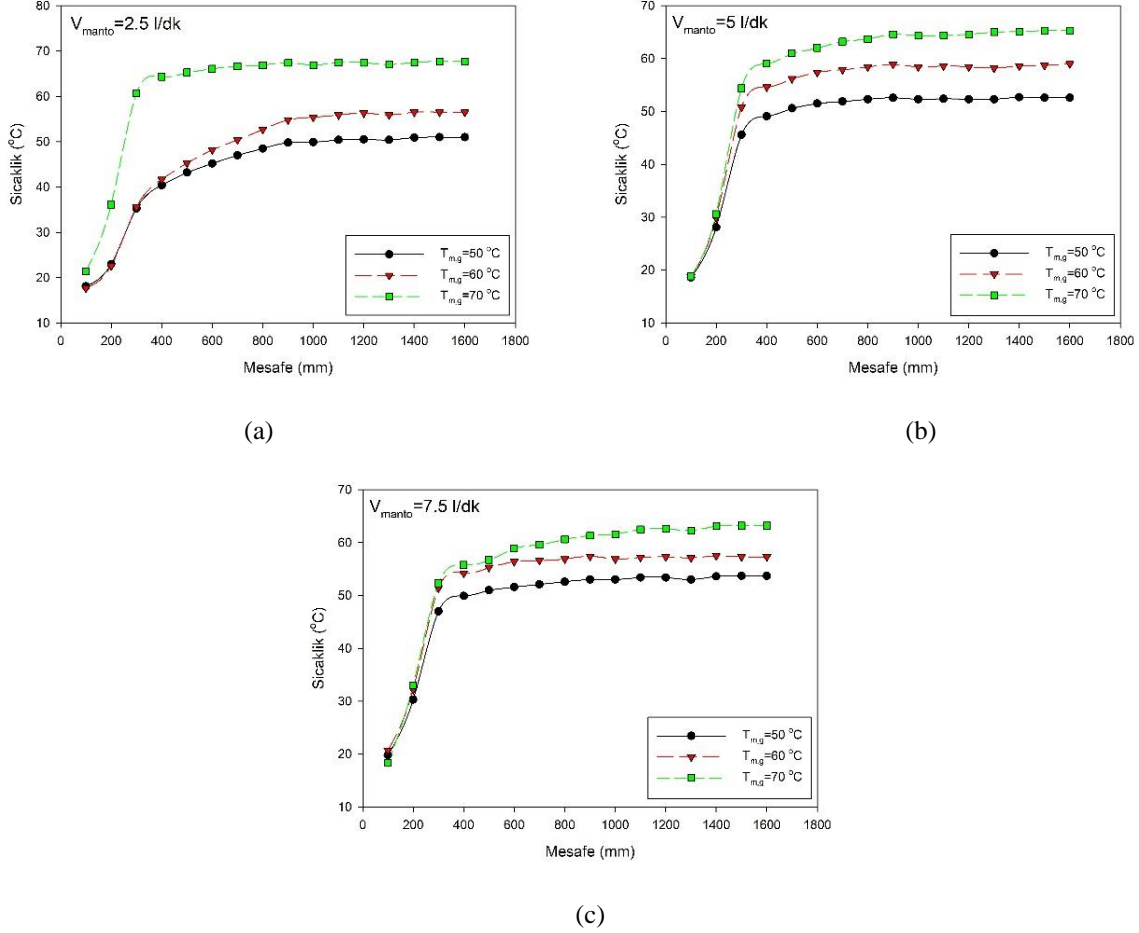 V_manto=2.5 l/dk
80
70
60
50
40
30
20
10
Sicaklik (°C)
T_m,g=50 °C
T_m,g=60 °C
T_m,g=70 °C
0 200 400 600 800 1000 1200 1400 1600 1800
Mesafe (mm)
(a)
V_manto=5 l/dk
70
60
50
40
30
20
10
Sicaklik (°C)
T_m,g=50 °C
T_m,g=60 °C
T_m,g=70 °C
0 200 400 600 800 1000 1200 1400 1600 1800
Mesafe (mm)
(b)
V_manto=7.5 l/dk
70
60
50
40
30
20
10
Sicaklik (°C)
T_m,g=50 °C
T_m,g=60 °C
T_m,g=70 °C
0 200 400 600 800 1000 1200 1400 1600 1800
Mesafe (mm)
(c)